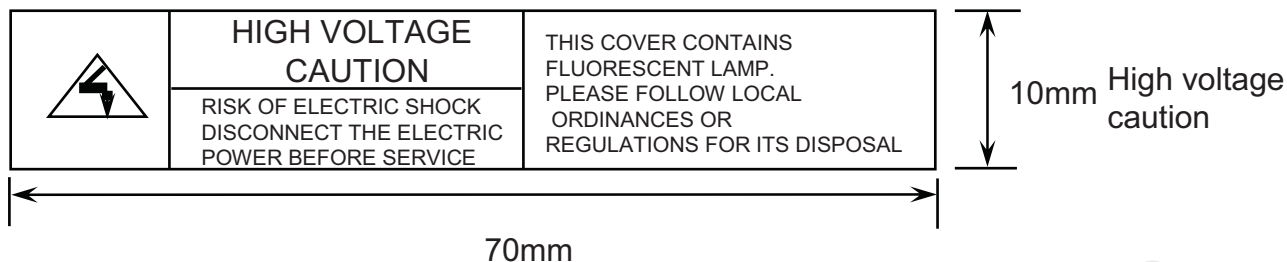 HIGH VOLTAGE
CAUTION
RISK OF ELECTRIC SHOCK
DISCONNECT THE ELECTRIC
POWER BEFORE SERVICE
THIS COVER CONTAINS
FLUORESCENT LAMP.
PLEASE FOLLOW LOCAL
ORDINANCES OR
REGULATIONS FOR ITS DISPOSAL
10mm
High voltage
caution
70mm